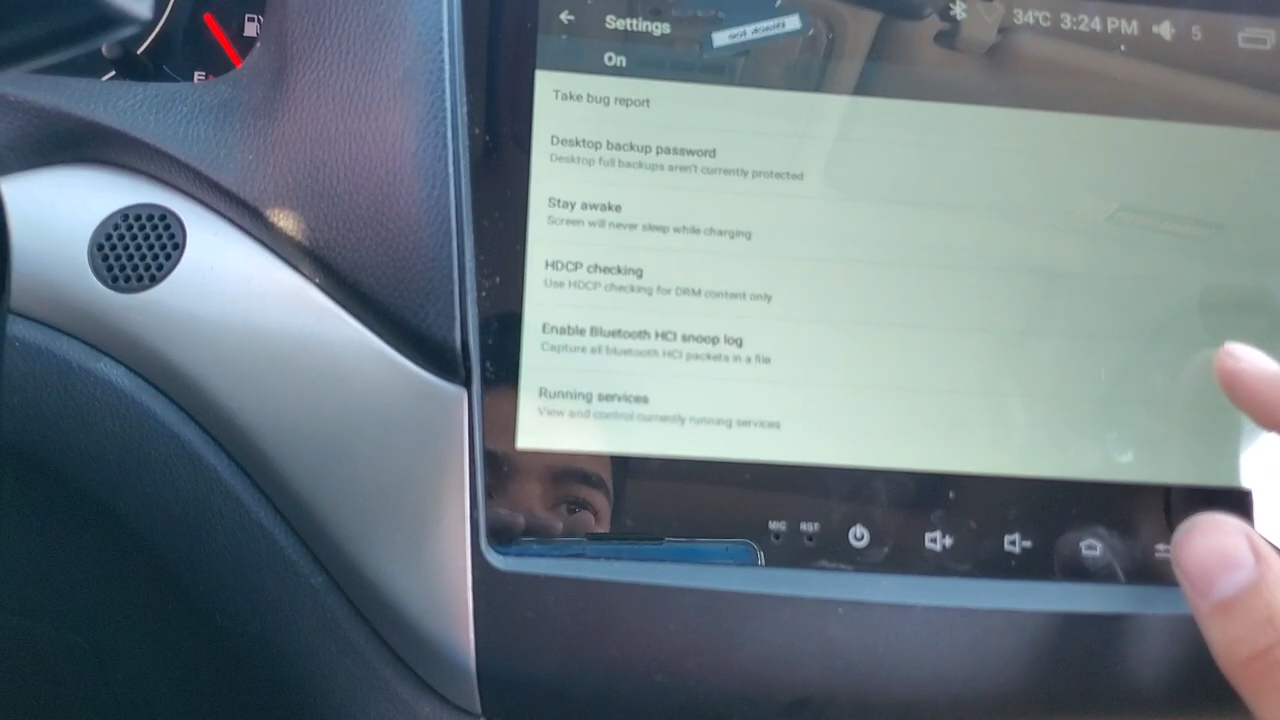 Settings
34℃ 3:24 PM 5
On
Take bug report
Desktop backup password
Desktop full backups aren't currently protected
Stay awake
Screen will never sleep while charging
HDCP checking
Use HDCP checking for DRM content only
Enable Bluetooth HCI snoop log
Capture all bluetooth HCI packets in a file
Running services
View and control currently running services
MIC RST
E